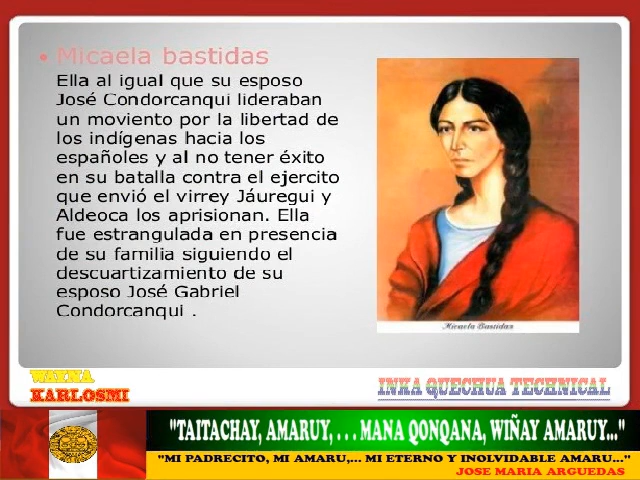 Micaela bastidas
Ella al igual que su esposo
José Condorcanqui lideraban
un moviento por la libertad de
los indígenas hacia los
españoles y al no tener éxito
en su batalla contra el ejercito
que envió el virrey Jáuregui y
Aldeoca los aprisionan. Ella
fue estrangulada en presencia
de su familia siguiendo el
descuartizamiento de su
esposo José Gabriel
Condorcanqui .
Micaela Bastidas
WAYNA
KARLOSMI
INKA QUECHUA TECHNICAL
"TAITACHAY, AMARUY, . . . MANA QONQANA, WIÑAY AMARUY..."
"MI PADRECITO, MI AMARU,... MI ETERNO Y INOLVIDABLE AMARU..."
JOSE MARIA ARGUEDAS